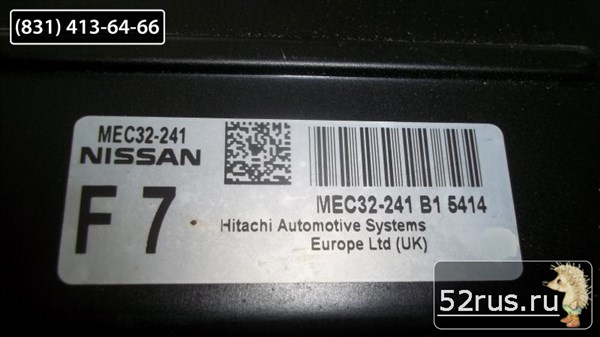 (831) 413-64-66
MEC32-241
NISSAN
F 7
MEC32-241 B1 5414
Hitachi Automotive Systems
Europe Ltd (UK)
52rus.ru